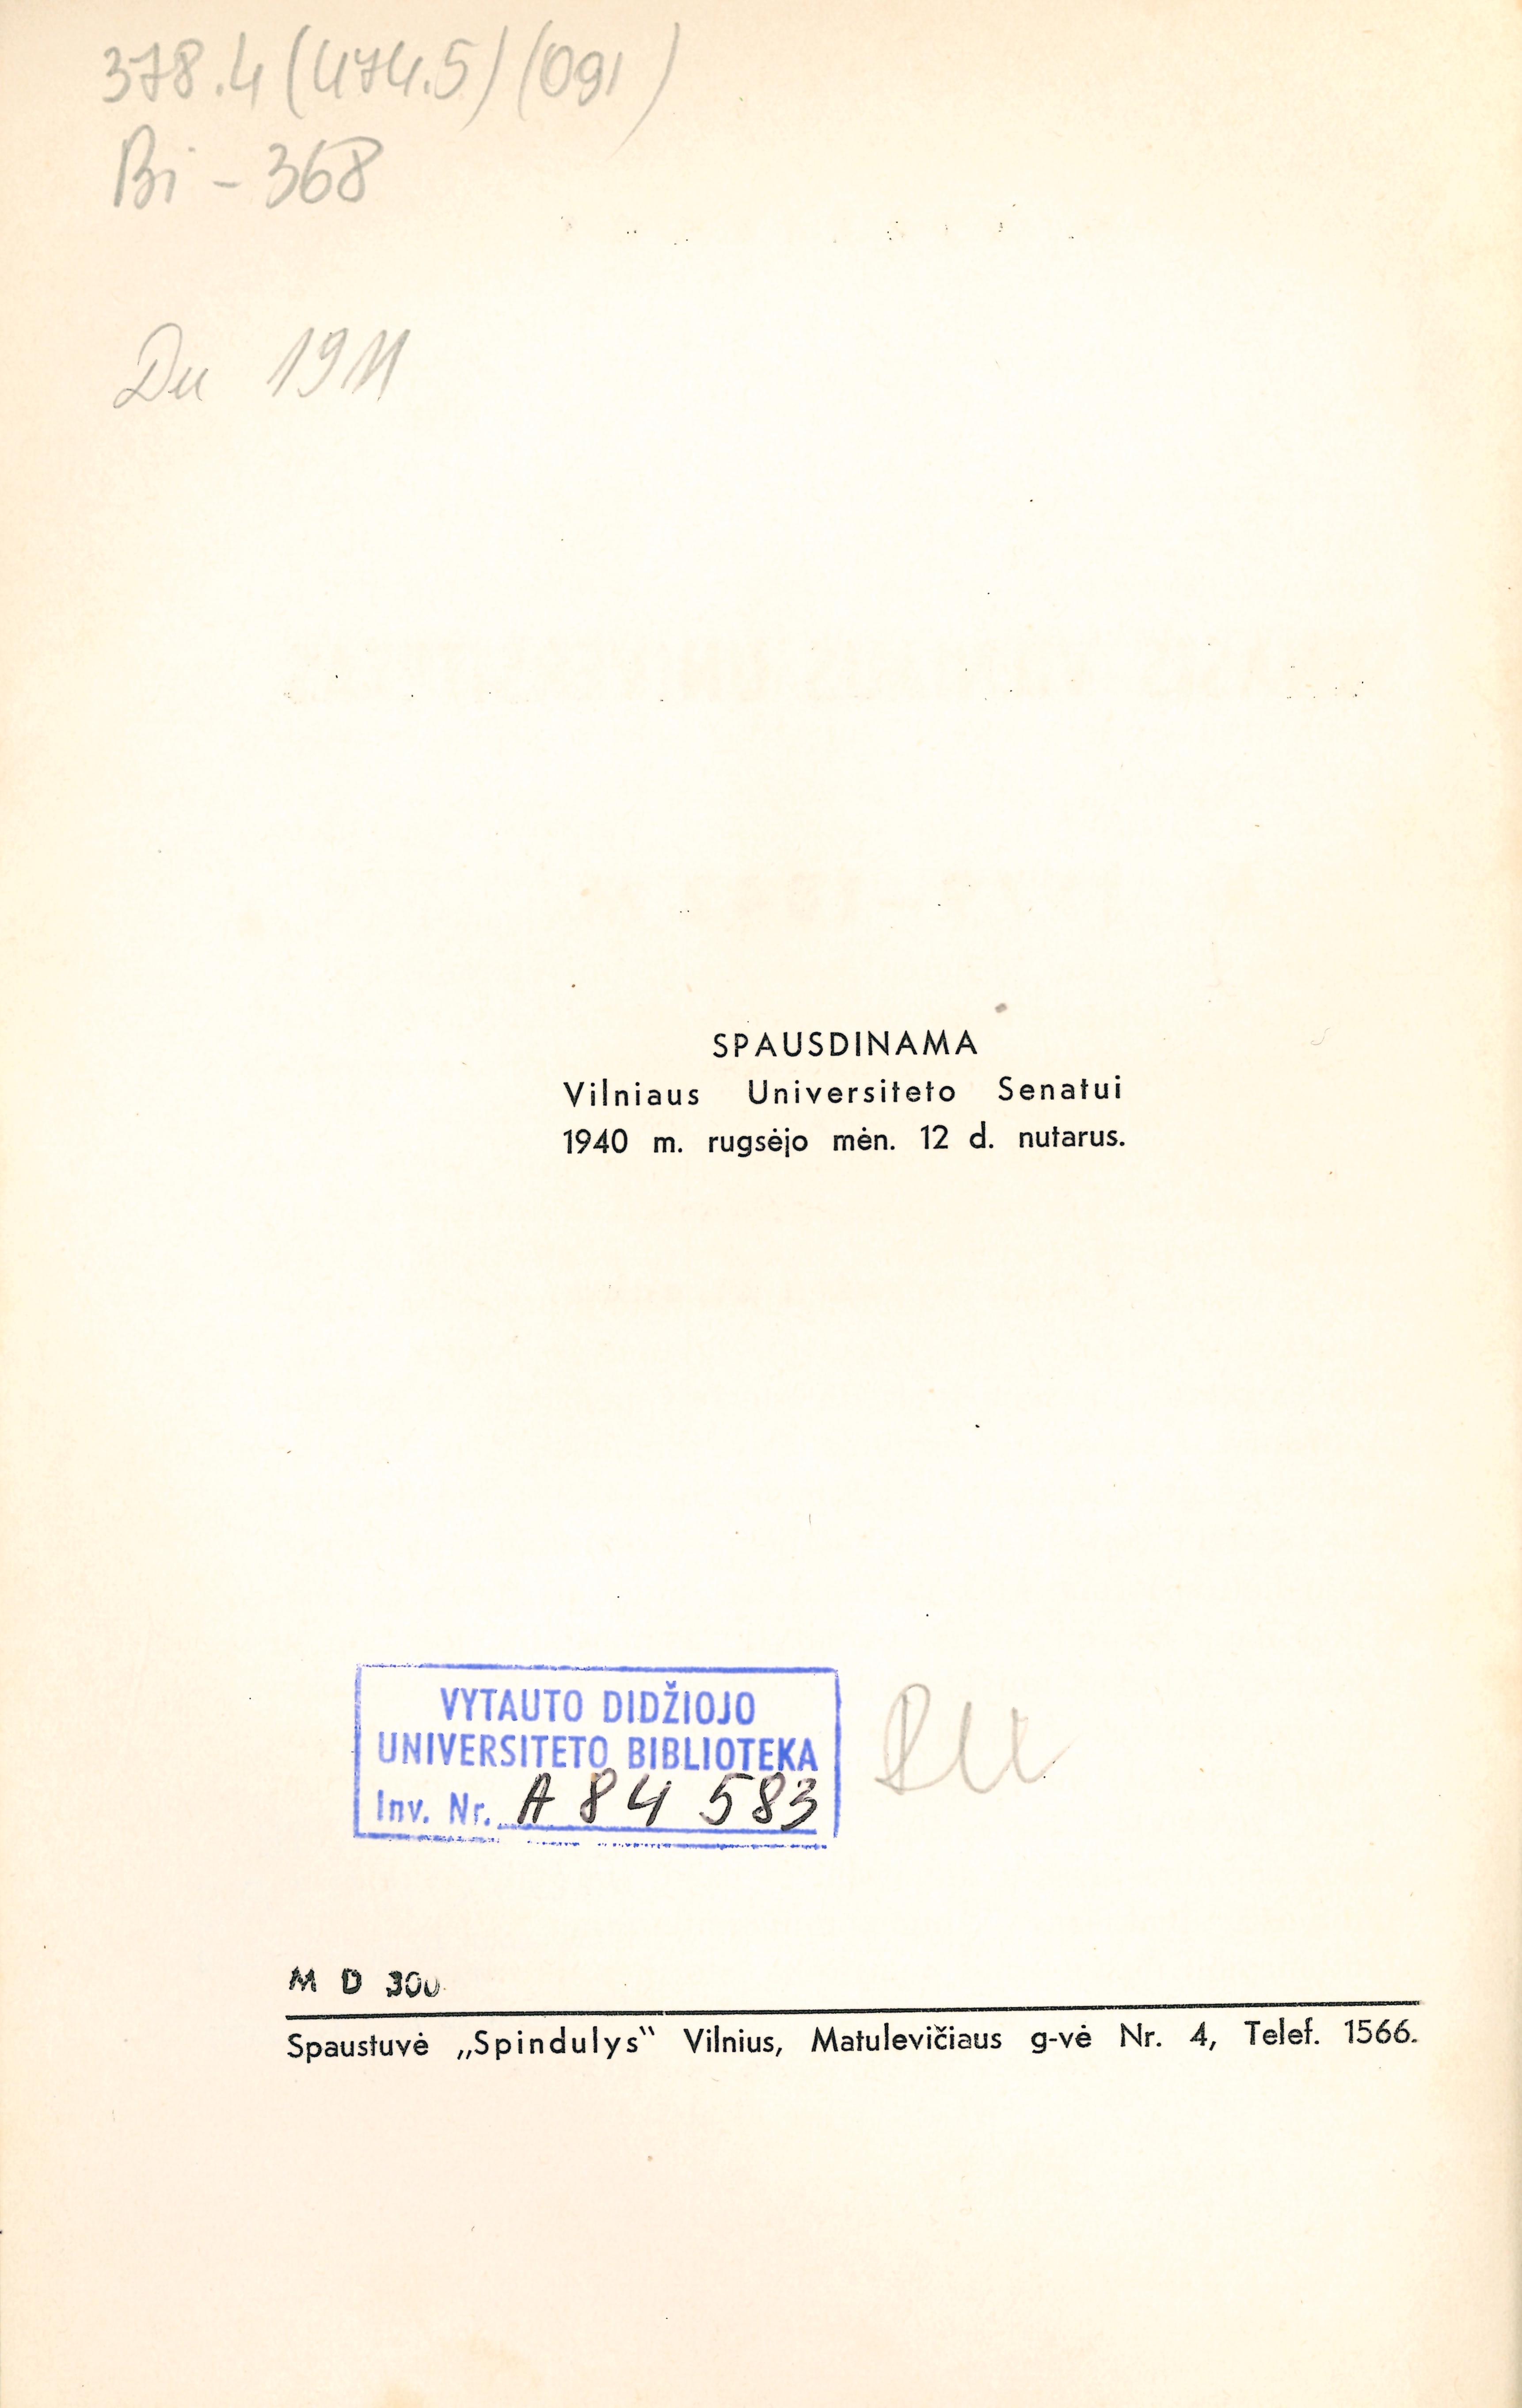 378.4(474.5)(091)
Bi - 368
Du 1911
SPAUSDINAMA
Vilniaus Universiteto Senatui
1940 m. rugsėjo mėn. 12 d. nutarus.
VYTAUTO DIDŽIOJO
UNIVERSITETO BIBLIOTEKA
Inv. Nr. A 84 583
M D 300
Spaustuvė „Spindulys“ Vilnius, Matulevičiaus g-vė Nr. 4, Telef. 1566.